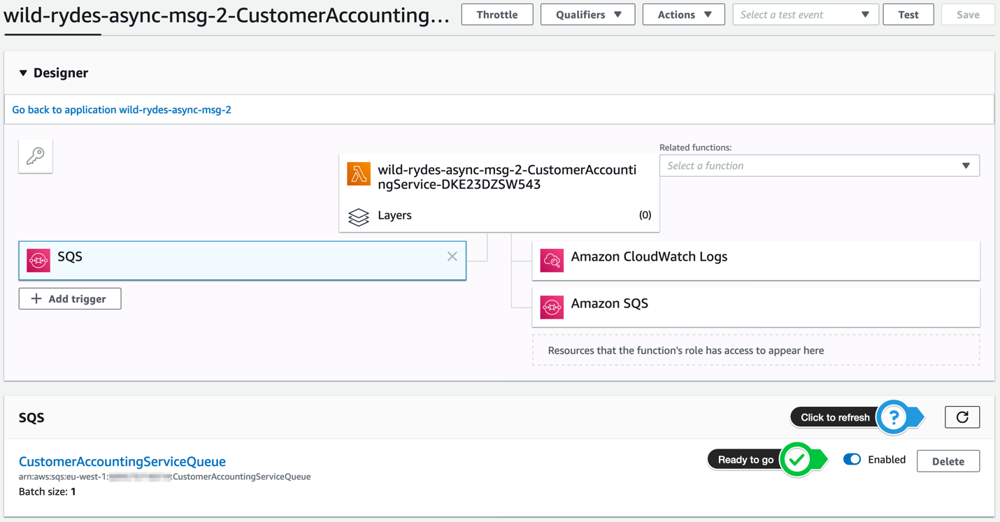 wild-rydes-async-msg-2-CustomerAccounting...
Throttle
Qualifiers
Actions
Select a test event
Test
Save
Designer
Go back to application wild-rydes-async-msg-2
Related functions:
Select a function
wild-rydes-async-msg-2-CustomerAccounti
ngService-DKE23DZSW543
Layers
(0)
SQS
Add trigger
Amazon CloudWatch Logs
Amazon SQS
Resources that the function's role has access to appear here
SQS
Click to refresh
?
CustomerAccountingServiceQueue
arn:aws:sqs:eu-west-1: :CustomerAccountingServiceQueue
Batch size: 1
Ready to go
Enabled
Delete